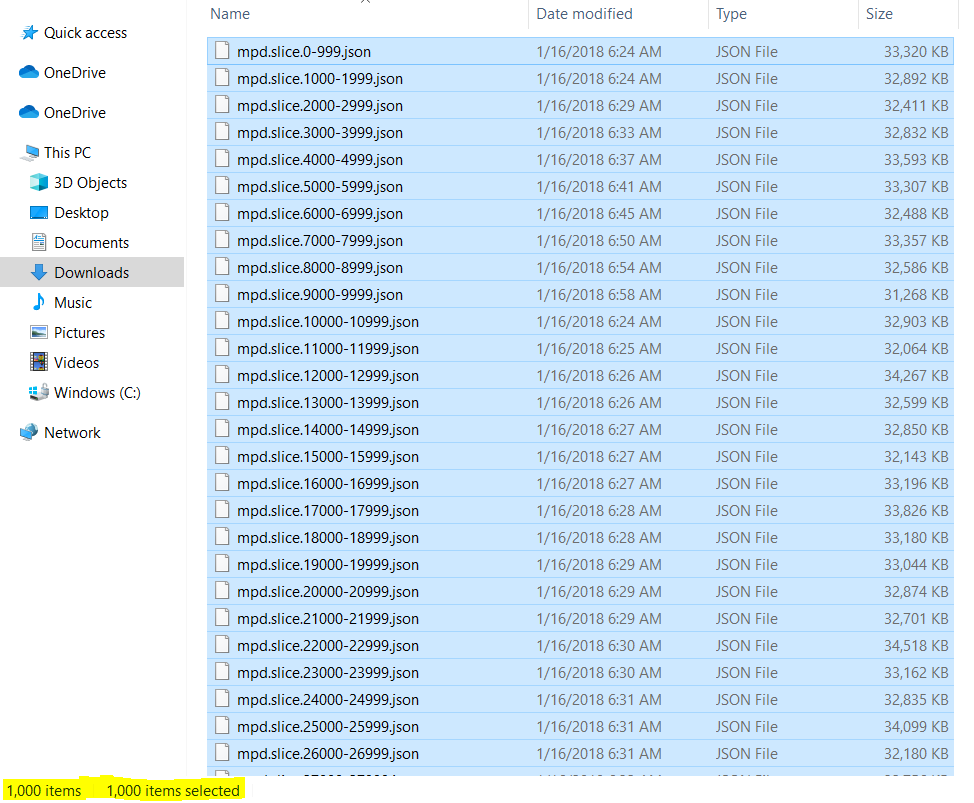 Name Date modified Type Size
Quick access
OneDrive
OneDrive
This PC
3D Objects
Desktop
Documents
Downloads
Music
Pictures
Videos
Windows (C:)
Network
mpd.slice.0-999.json 1/16/2018 6:24 AM JSON File 33,320 KB
mpd.slice.1000-1999.json 1/16/2018 6:24 AM JSON File 32,892 KB
mpd.slice.2000-2999.json 1/16/2018 6:29 AM JSON File 32,411 KB
mpd.slice.3000-3999.json 1/16/2018 6:33 AM JSON File 32,832 KB
mpd.slice.4000-4999.json 1/16/2018 6:37 AM JSON File 33,593 KB
mpd.slice.5000-5999.json 1/16/2018 6:41 AM JSON File 33,307 KB
mpd.slice.6000-6999.json 1/16/2018 6:45 AM JSON File 32,488 KB
mpd.slice.7000-7999.json 1/16/2018 6:50 AM JSON File 33,357 KB
mpd.slice.8000-8999.json 1/16/2018 6:54 AM JSON File 32,586 KB
mpd.slice.9000-9999.json 1/16/2018 6:58 AM JSON File 31,268 KB
mpd.slice.10000-10999.json 1/16/2018 6:24 AM JSON File 32,903 KB
mpd.slice.11000-11999.json 1/16/2018 6:25 AM JSON File 32,064 KB
mpd.slice.12000-12999.json 1/16/2018 6:26 AM JSON File 34,267 KB
mpd.slice.13000-13999.json 1/16/2018 6:26 AM JSON File 32,599 KB
mpd.slice.14000-14999.json 1/16/2018 6:27 AM JSON File 32,850 KB
mpd.slice.15000-15999.json 1/16/2018 6:27 AM JSON File 32,143 KB
mpd.slice.16000-16999.json 1/16/2018 6:27 AM JSON File 33,196 KB
mpd.slice.17000-17999.json 1/16/2018 6:28 AM JSON File 33,826 KB
mpd.slice.18000-18999.json 1/16/2018 6:28 AM JSON File 33,180 KB
mpd.slice.19000-19999.json 1/16/2018 6:29 AM JSON File 33,044 KB
mpd.slice.20000-20999.json 1/16/2018 6:29 AM JSON File 32,874 KB
mpd.slice.21000-21999.json 1/16/2018 6:29 AM JSON File 32,701 KB
mpd.slice.22000-22999.json 1/16/2018 6:30 AM JSON File 34,518 KB
mpd.slice.23000-23999.json 1/16/2018 6:30 AM JSON File 33,162 KB
mpd.slice.24000-24999.json 1/16/2018 6:31 AM JSON File 32,835 KB
mpd.slice.25000-25999.json 1/16/2018 6:31 AM JSON File 34,099 KB
mpd.slice.26000-26999.json 1/16/2018 6:31 AM JSON File 32,180 KB
1,000 items 1,000 items selected